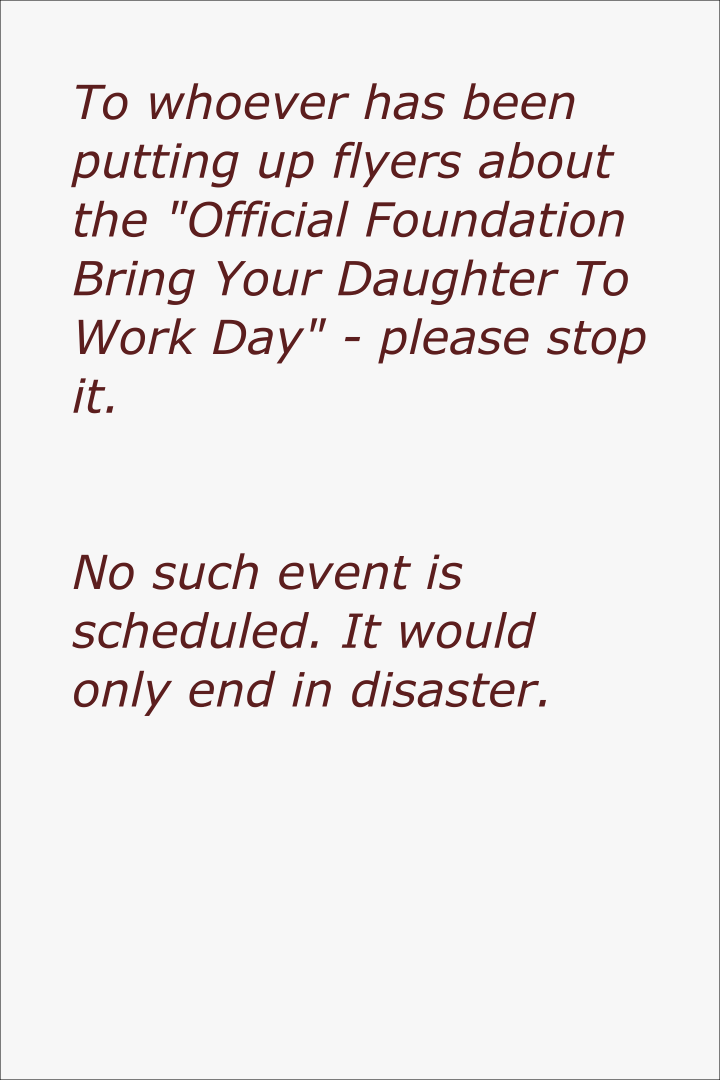 To whoever has been
putting up flyers about
the "Official Foundation
Bring Your Daughter To
Work Day" - please stop
it.
No such event is
scheduled. It would
only end in disaster.